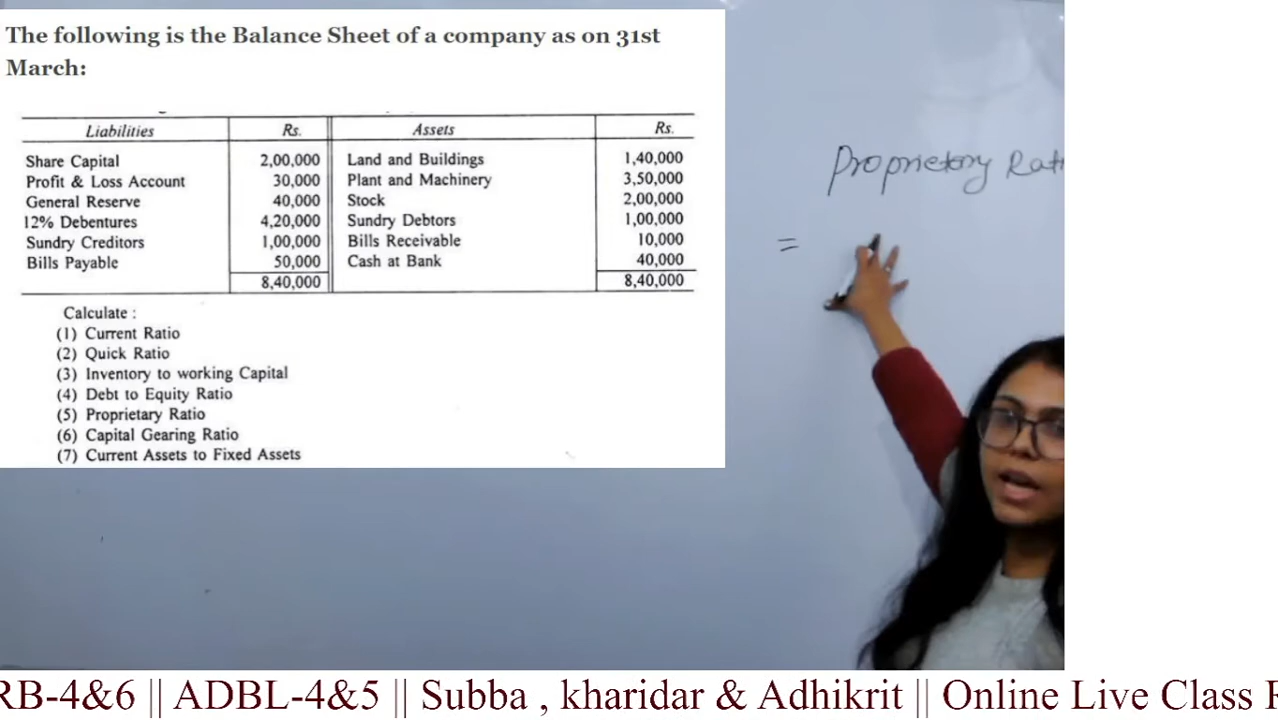 The following is the Balance Sheet of a company as on 31st
March:
Liabilities Rs. Assets Rs.
Share Capital 2,00,000 Land and Buildings 1,40,000
Profit & Loss Account 30,000 Plant and Machinery 3,50,000
General Reserve 40,000 Stock 2,00,000
12% Debentures 4,20,000 Sundry Debtors 1,00,000
Sundry Creditors 1,00,000 Bills Receivable 10,000
Bills Payable 50,000 Cash at Bank 40,000
8,40,000 8,40,000
Calculate :
(1) Current Ratio
(2) Quick Ratio
(3) Inventory to working Capital
(4) Debt to Equity Ratio
(5) Proprietary Ratio
(6) Capital Gearing Ratio
(7) Current Assets to Fixed Assets
Proprietory Rati
=
RB-4&6 || ADBL-4&5 || Subba , kharidar & Adhikrit || Online Live Class